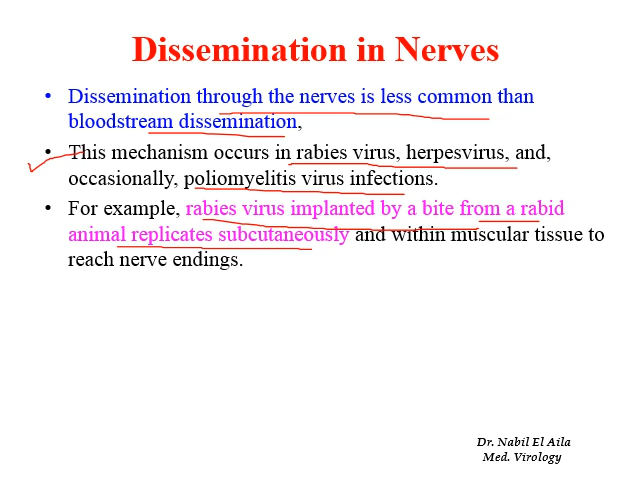 Dissemination in Nerves
• Dissemination through the nerves is less common than
bloodstream dissemination,
• This mechanism occurs in rabies virus, herpesvirus, and,
occasionally, poliomyelitis virus infections.
• For example, rabies virus implanted by a bite from a rabid
animal replicates subcutaneously and within muscular tissue to
reach nerve endings.
Dr. Nabil El Aila
Med. Virology